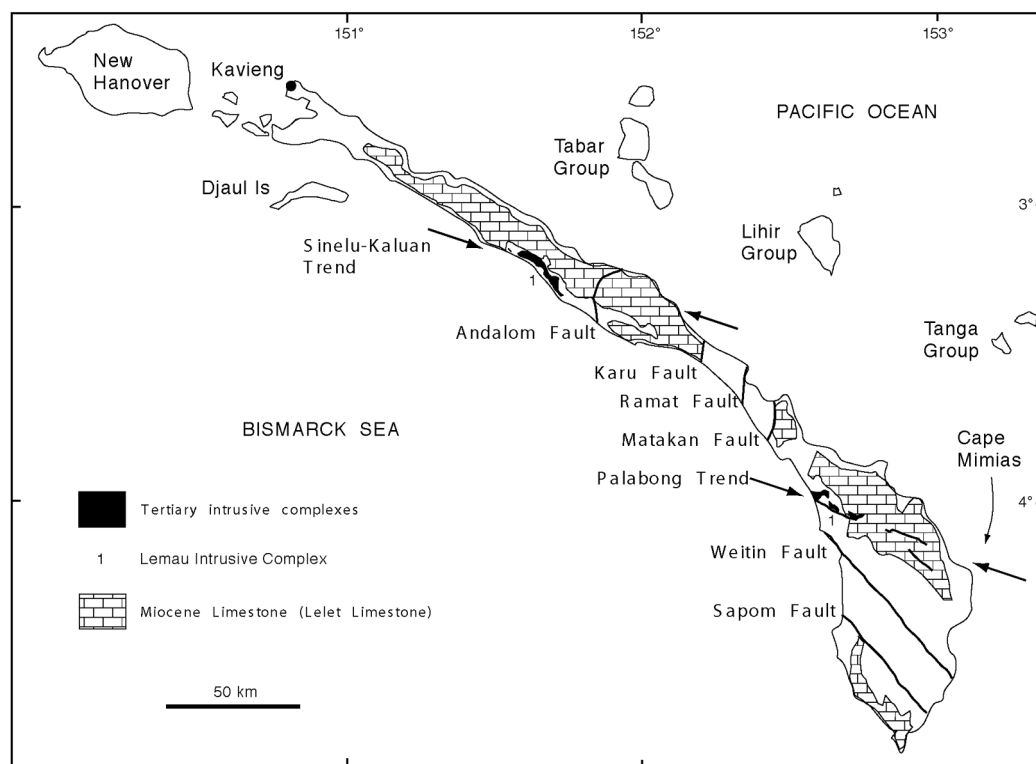 151°
152°
153°
New
Hanover
Kavieng
PACIFIC OCEAN
Tabar
Group
Djaul Is
3°
Lihir
Group
Sinelu-Kaluan
Trend
1
Andalom Fault
Tanga
Group
Karu Fault
Ramat Fault
BISMARCK SEA
Matakan Fault
Cape
Mimias
Palabong Trend
4°
1
Tertiary intrusive complexes
Weitin Fault
1 Lemau Intrusive Complex
Sapom Fault
Miocene Limestone (Lelet Limestone)
50 km